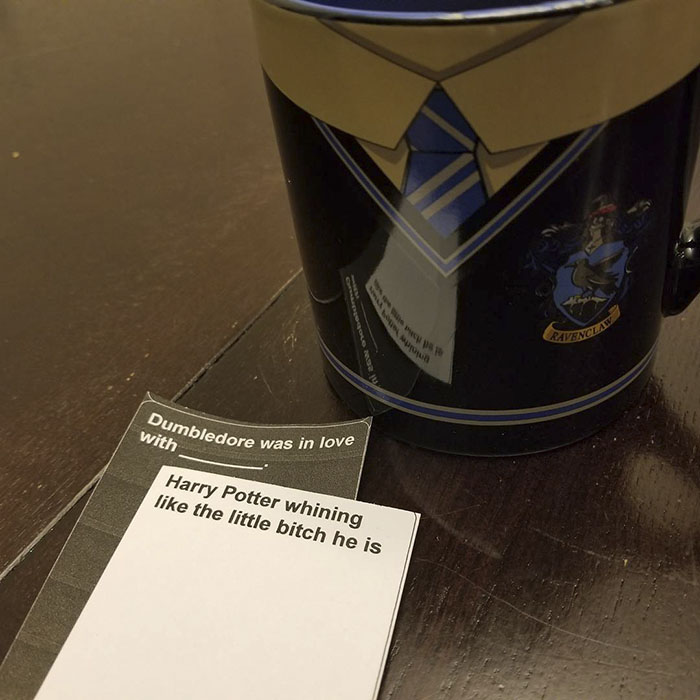 RAVENCLAW
Dumbledore was in love
with ________.
Harry Potter whining
like the little bitch he is